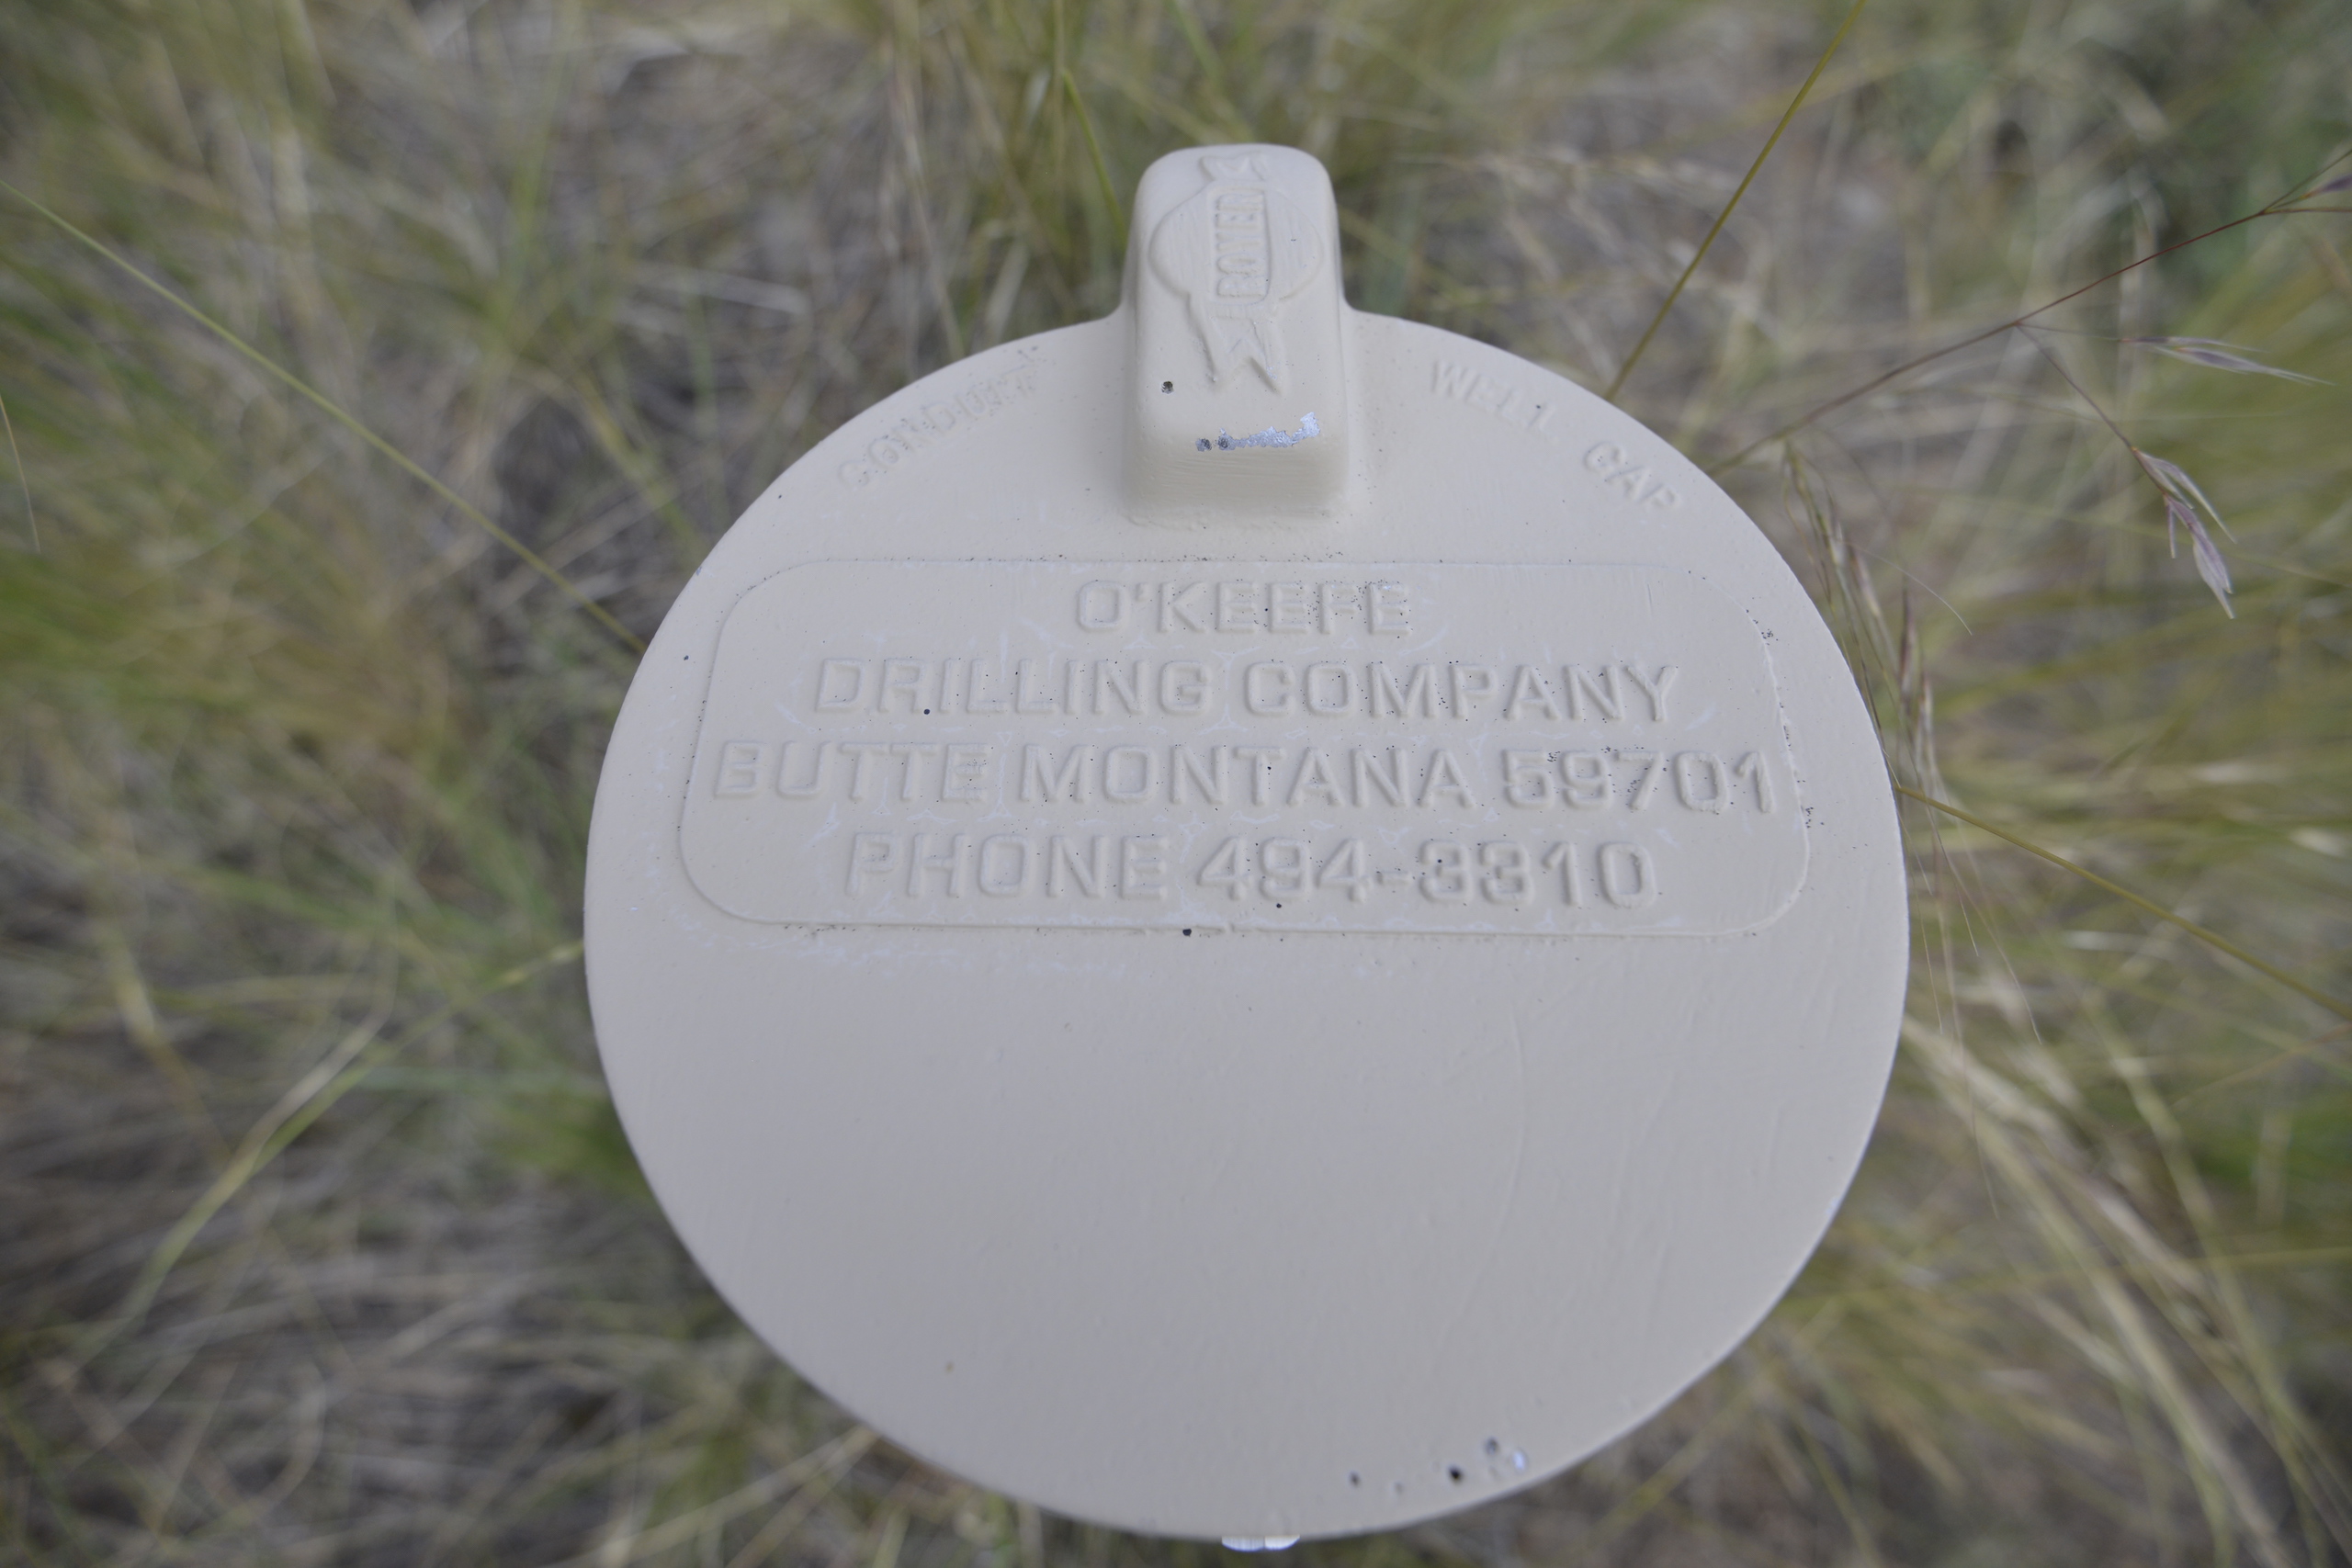 BOYER
CONDUIT WELL CAP
O'KEEFE
DRILLING COMPANY
BUTTE MONTANA 59701
PHONE 494-3310